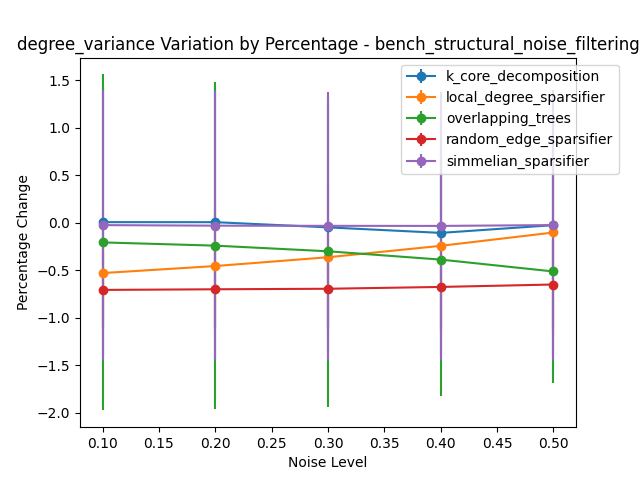 degree_variance Variation by Percentage - bench_structural_noise_filtering
k_core_decomposition
local_degree_sparsifier
overlapping_trees
random_edge_sparsifier
simmelian_sparsifier
Percentage Change
1.5
1.0
0.5
0.0
−0.5
−1.0
−1.5
−2.0
0.10 0.15 0.20 0.25 0.30 0.35 0.40 0.45 0.50
Noise Level